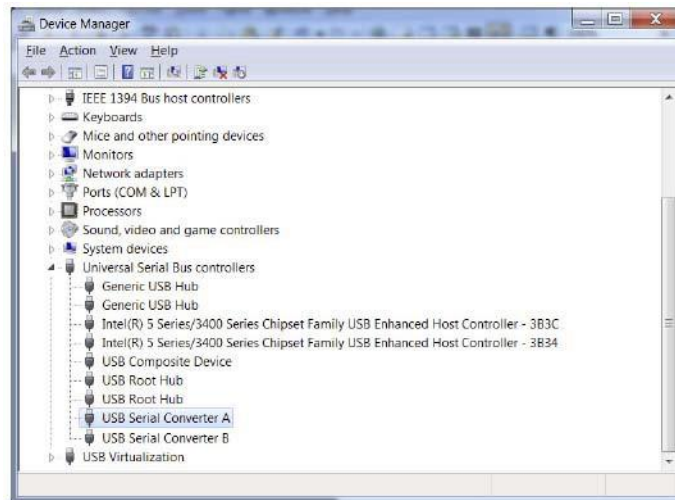 Device Manager
File Action View Help
IEEE 1394 Bus host controllers
Keyboards
Mice and other pointing devices
Monitors
Network adapters
Ports (COM & LPT)
Processors
Sound, video and game controllers
System devices
Universal Serial Bus controllers
Generic USB Hub
Generic USB Hub
Intel(R) 5 Series/3400 Series Chipset Family USB Enhanced Host Controller - 3B3C
Intel(R) 5 Series/3400 Series Chipset Family USB Enhanced Host Controller - 3B34
USB Composite Device
USB Root Hub
USB Root Hub
USB Serial Converter A
USB Serial Converter B
USB Virtualization